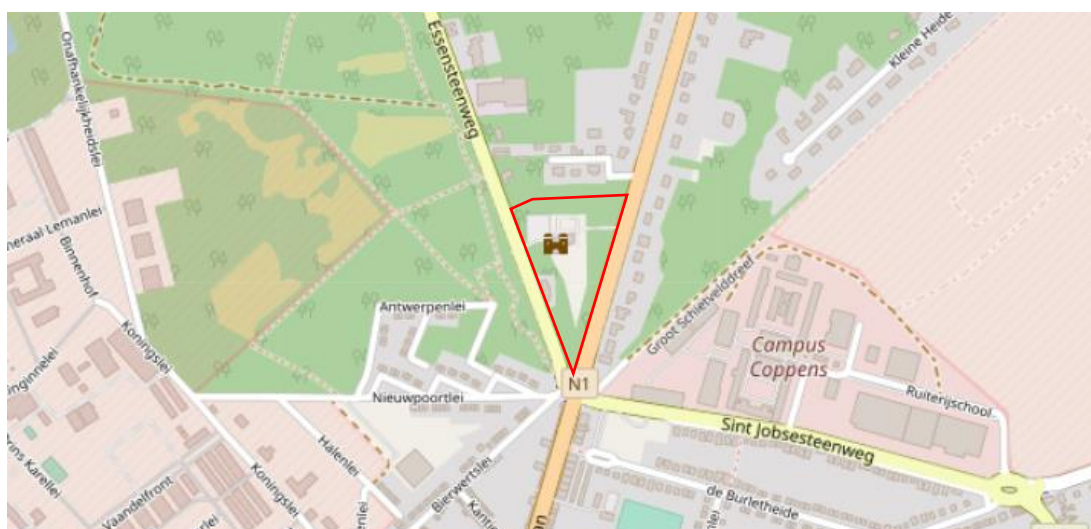 Essensteenweg
Onafhankelijkheidslei
Kleine Heide
neraal Lemanlei
Binnenhof
Koningslei
Antwerpenlei
Groot Schietvelddreef
Campus
Coppens
N1
Nieuwpoortlei
Ruiterijschool
Halenlei
Sint Jobsesteenweg
Bierwertslei
Koningslei
Vaandelfront
de Burletheide